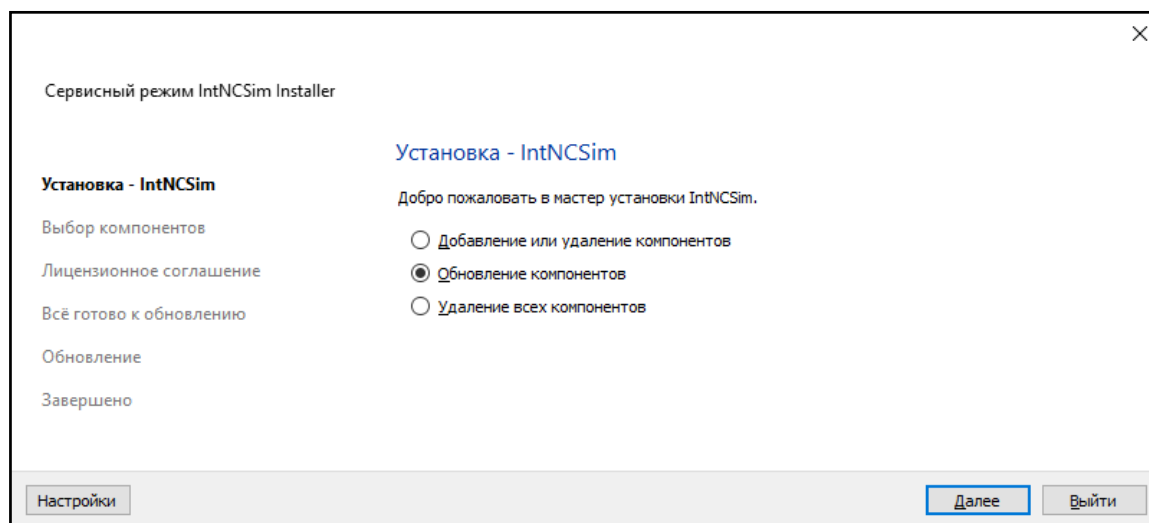 Сервисный режим IntNCSim Installer
Установка - IntNCSim
Выбор компонентов
Лицензионное соглашение
Всё готово к обновлению
Обновление
Завершено
Установка - IntNCSim
Добро пожаловать в мастер установки IntNCSim.
Добавление или удаление компонентов
Обновление компонентов
Удаление всех компонентов
Настройки
Далее
Выйти